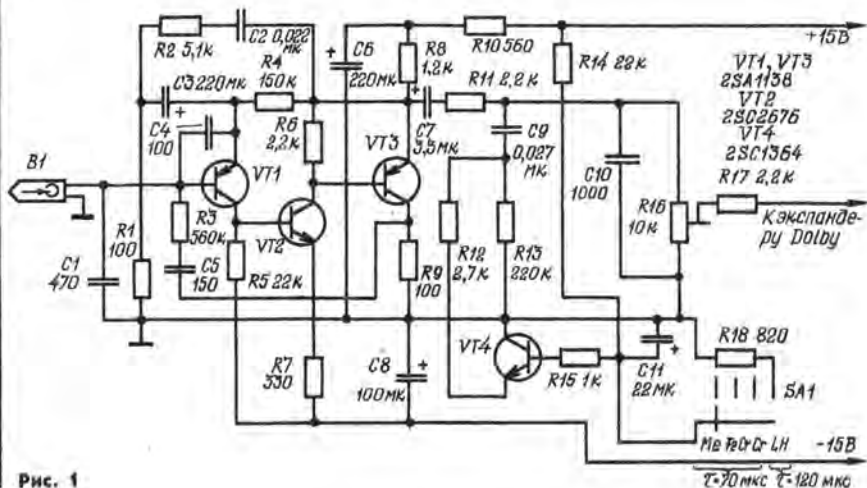 R2 5,1к
C2 0,022 мк
C3 220мк
R4 150к
C6 220мк
R8 1,2к
R10 560
+15В
R14 22к
VT1, VT3
2SA1138
VT2
2SC2676
VT4
2SC1364
R11 2,2к
C4 100
R6 2,2к
VT3
C7 3,3мк
C9 0,027 мк
B1
VT1
C10 1000
R17 2,2к
R16 10к
К экспандеру Dolby
R3 560к
VT2
R1 100
C1 470
C5 150
R5 22к
R9 100
R12 2,7к
R13 220к
R7 330
C8 100мк
VT4
R15 1к
C11 22мк
R18 820
SA1
Me FeCr Cr LH
-15В
τ=70мкс
τ=120мкс
Рис. 1